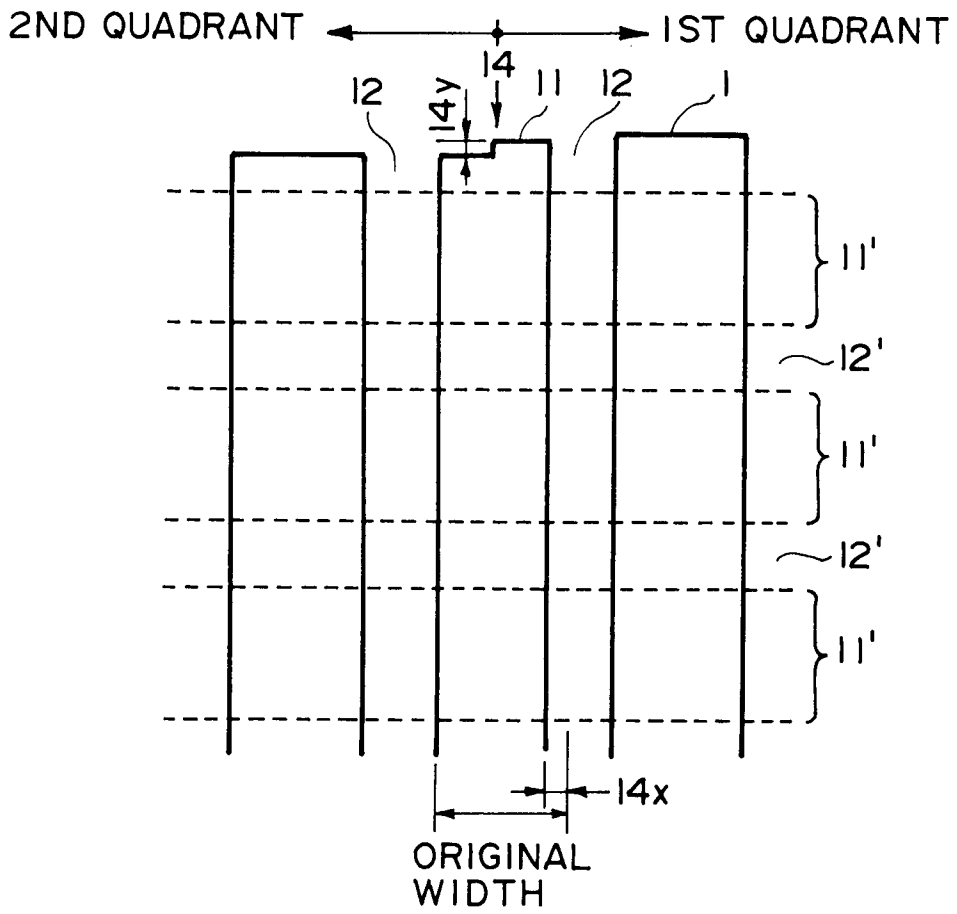 2ND QUADRANT
1ST QUADRANT
14
12
14y
11
12
1
11'
12'
11'
12'
11'
14x
ORIGINAL
WIDTH